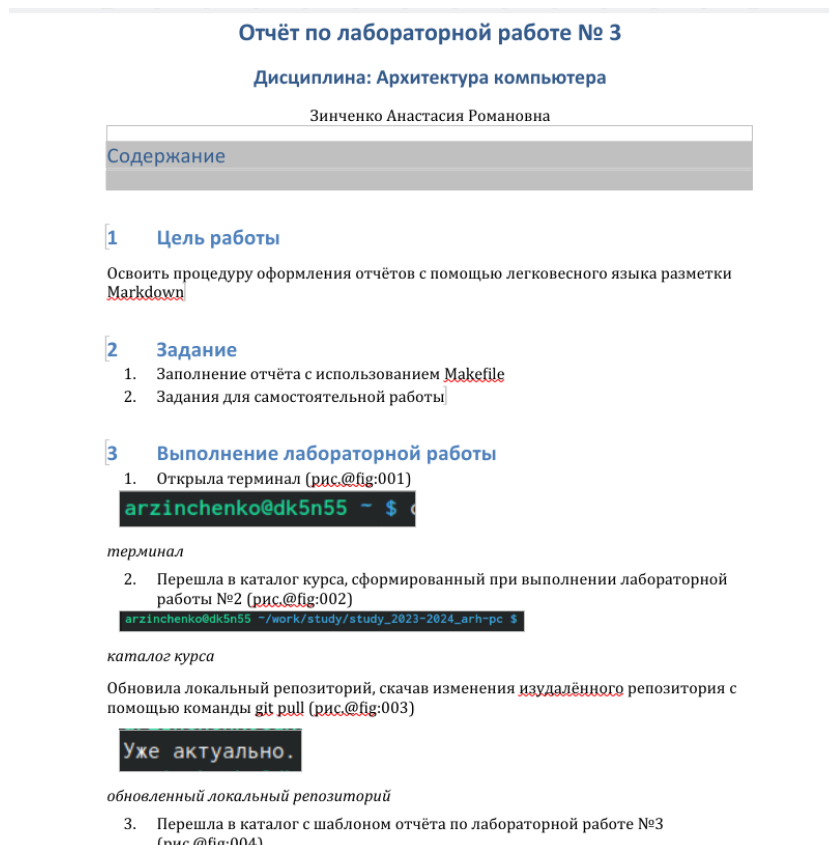 Отчёт по лабораторной работе № 3
Дисциплина: Архитектура компьютера
Зинченко Анастасия Романовна
Содержание
1 Цель работы
Освоить процедуру оформления отчётов с помощью легковесного языка разметки
Markdown
2 Задание
1. Заполнение отчёта с использованием Makefile
2. Задания для самостоятельной работы
3 Выполнение лабораторной работы
1. Открыла терминал (рис.@fig:001)
arzinchenko@dk5n55 ~ $
терминал
2. Перешла в каталог курса, сформированный при выполнении лабораторной
работы №2 (рис.@fig:002)
arzinchenko@dk5n55 ~/work/study/study_2023-2024_arh-pc $
каталог курса
Обновила локальный репозиторий, скачав изменения изудалённого репозитория с
помощью команды git pull (рис.@fig:003)
Уже актуально.
обновленный локальный репозиторий
3. Перешла в каталог с шаблоном отчёта по лабораторной работе №3
(рис.@fig:004)